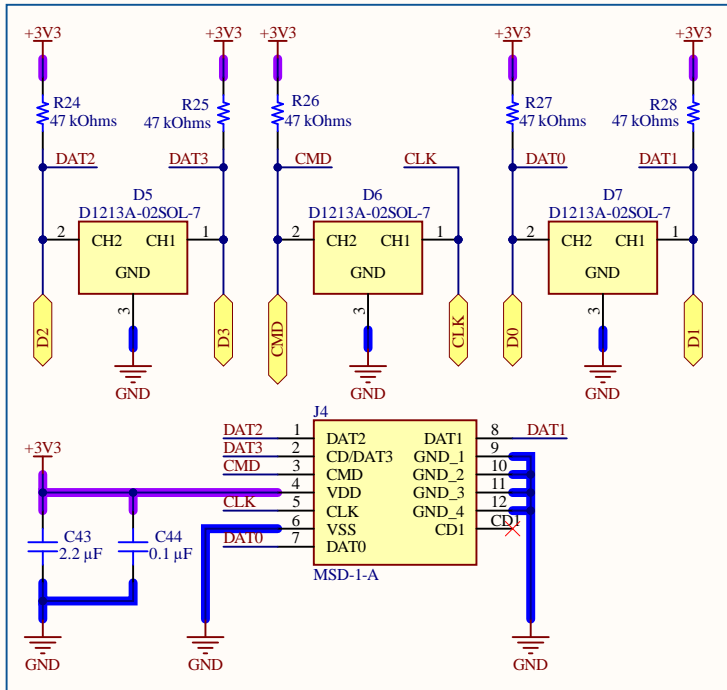 +3V3 +3V3 +3V3 +3V3 +3V3
R24 R25 R26 R27 R28
47 kOhms 47 kOhms 47 kOhms 47 kOhms 47 kOhms
DAT2 DAT3 CMD CLK DAT0 DAT1
D5 D6 D7
D1213A-02SOL-7 D1213A-02SOL-7 D1213A-02SOL-7
2 CH2 CH1 1 2 CH2 CH1 1 2 CH2 CH1 1
GND GND GND
3 3 3
D2 D3 CMD CLK D0 D1
GND GND GND
J4
DAT2 1 DAT2 DAT1 8 DAT1
DAT3 2 CD/DAT3 GND_1 9
CMD 3 CMD GND_2 10
+3V3 4 VDD GND_3 11
CLK 5 CLK GND_4 12
6 VSS CD1 CD1
DAT0 7 DAT0
MSD-1-A
C43 C44
2.2 µF 0.1 µF
GND GND GND